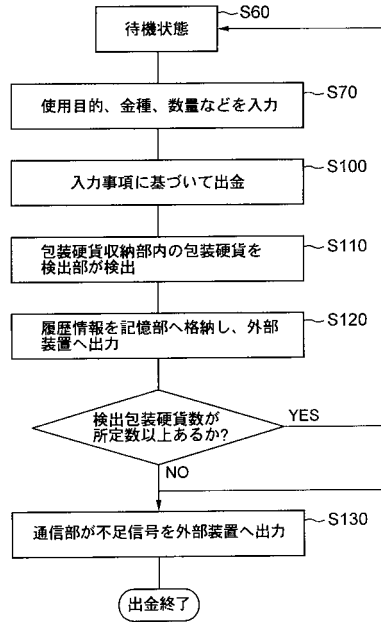 待機状態
S60
使用目的、金種、数量などを入力
S70
入力事項に基づいて出金
S100
包装硬貨収納部内の包装硬貨を
検出部が検出
S110
履歴情報を記憶部へ格納し、外部
装置へ出力
S120
検出包装硬貨数が
所定数以上あるか?
YES
NO
通信部が不足信号を外部装置へ出力
S130
出金終了